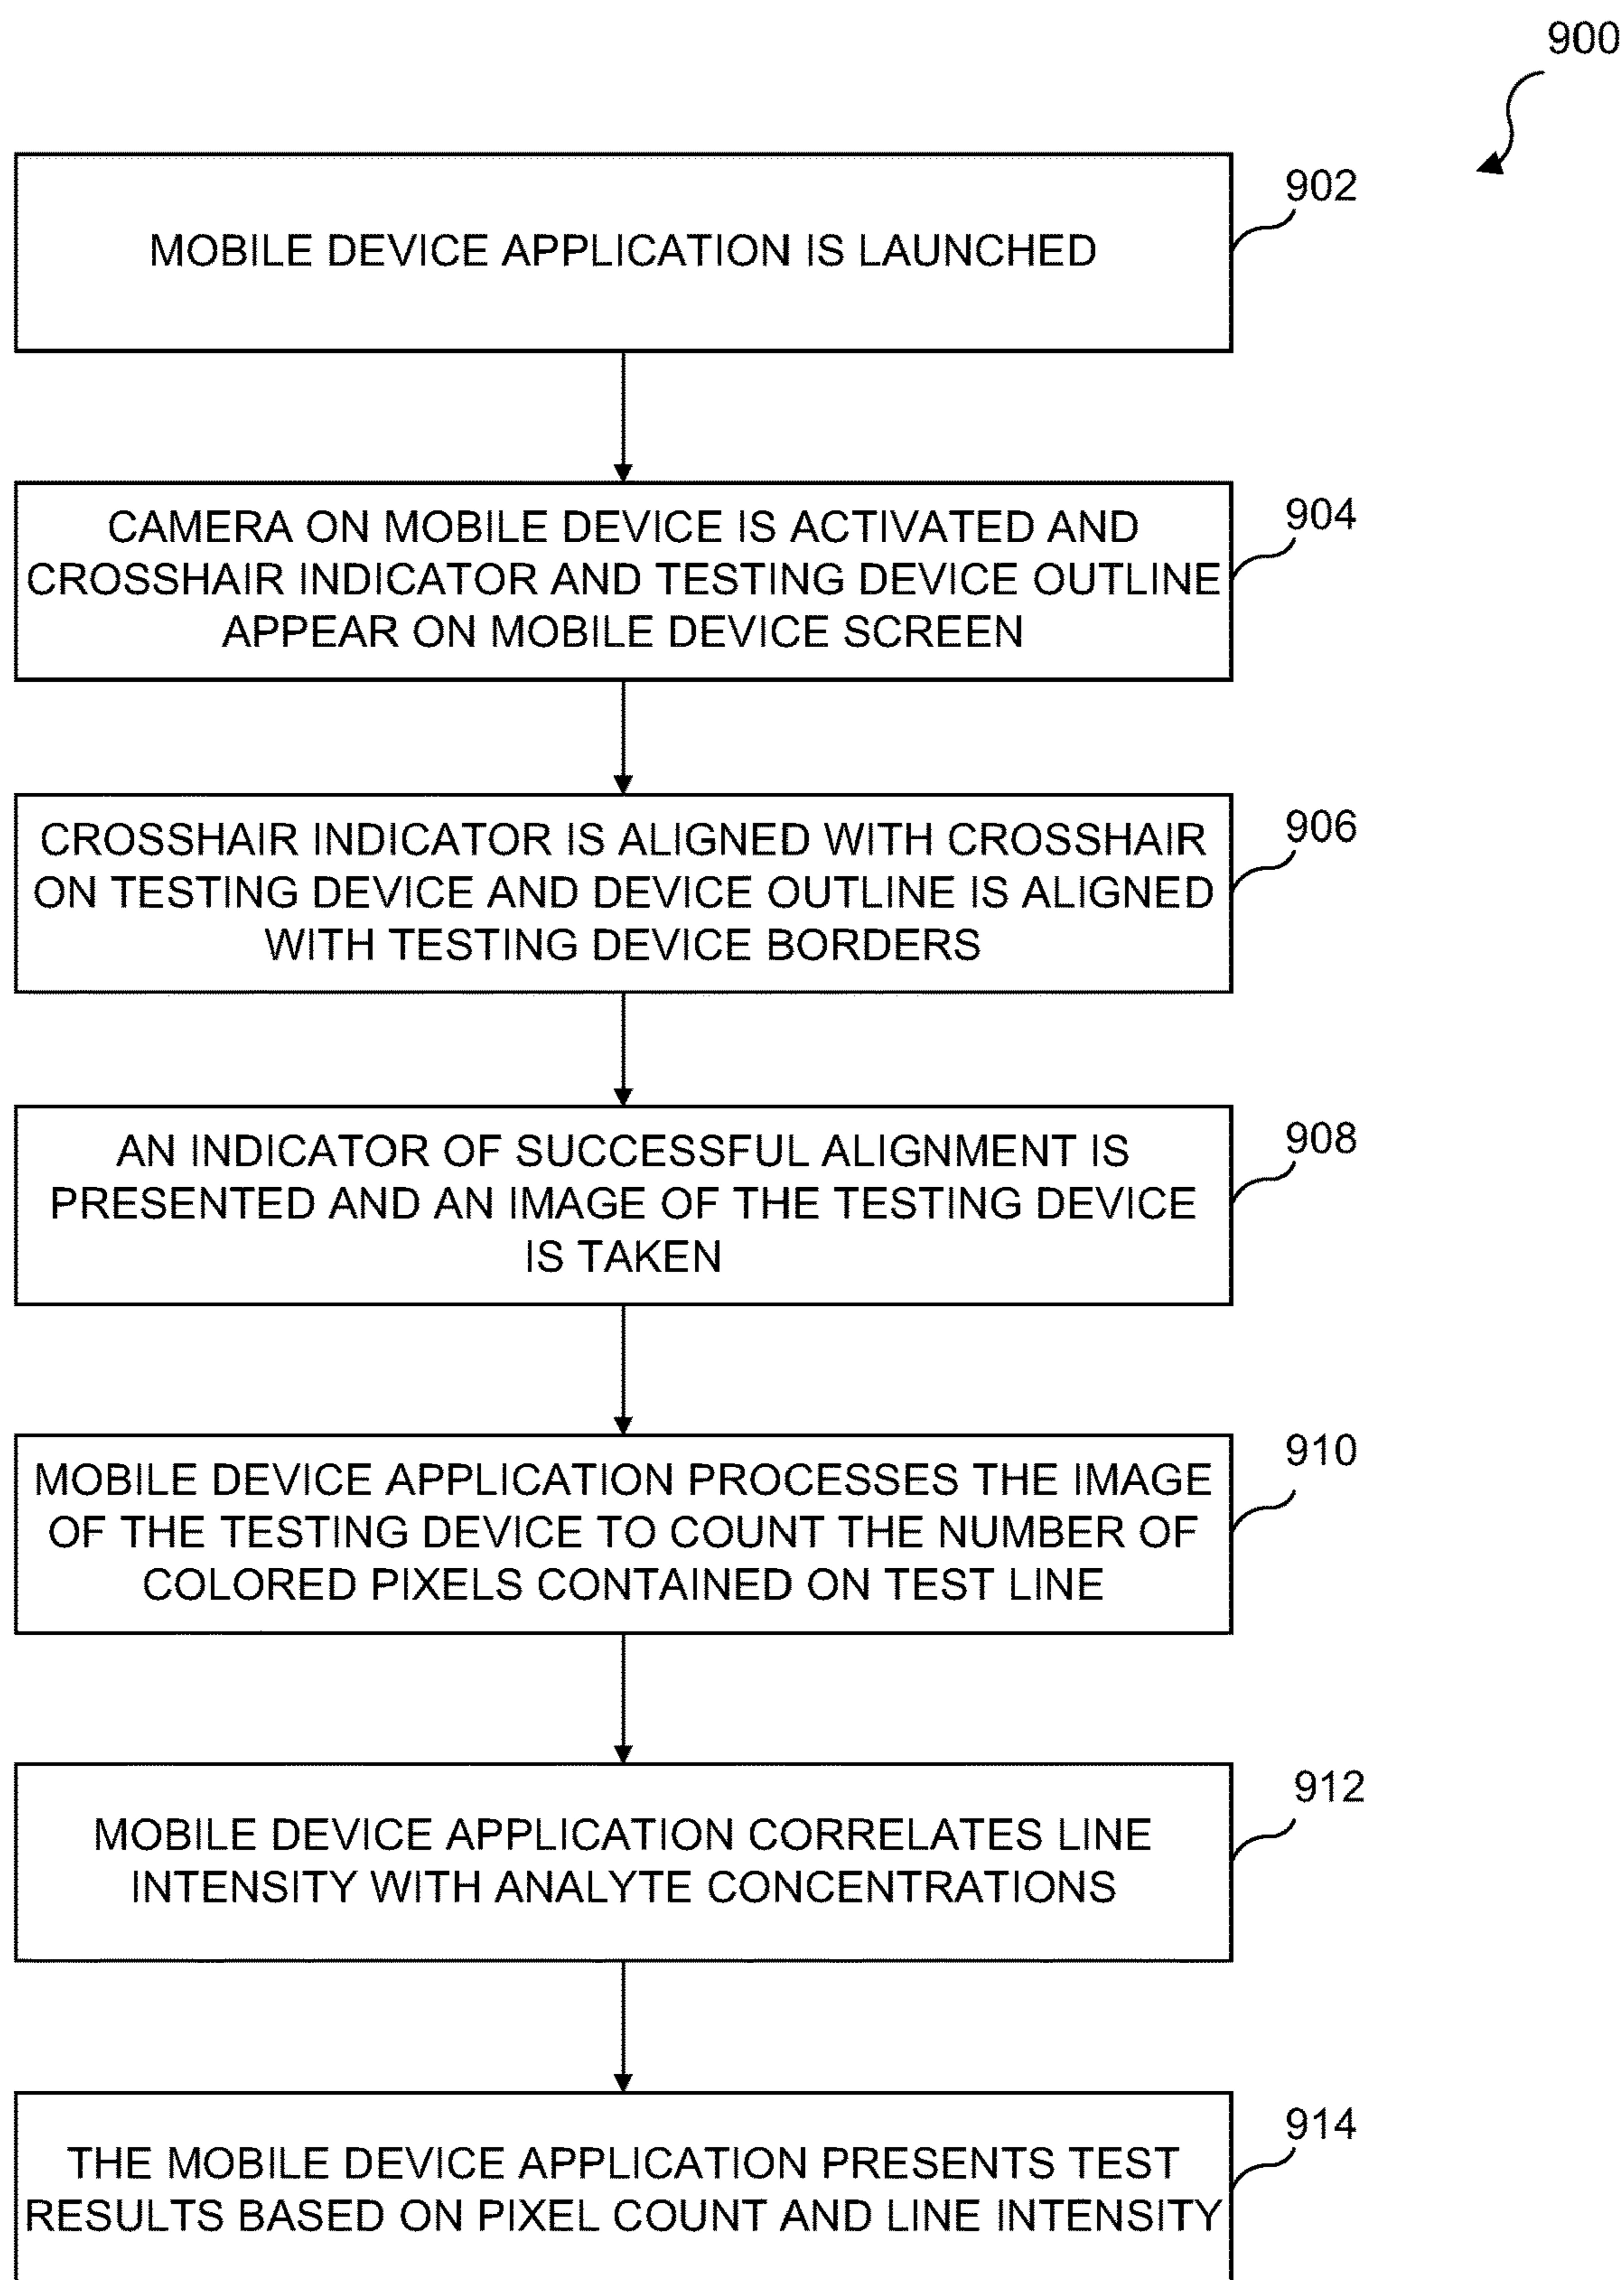 900
902
MOBILE DEVICE APPLICATION IS LAUNCHED
904
CAMERA ON MOBILE DEVICE IS ACTIVATED AND
CROSSHAIR INDICATOR AND TESTING DEVICE OUTLINE
APPEAR ON MOBILE DEVICE SCREEN
906
CROSSHAIR INDICATOR IS ALIGNED WITH CROSSHAIR
ON TESTING DEVICE AND DEVICE OUTLINE IS ALIGNED
WITH TESTING DEVICE BORDERS
908
AN INDICATOR OF SUCCESSFUL ALIGNMENT IS
PRESENTED AND AN IMAGE OF THE TESTING DEVICE
IS TAKEN
910
MOBILE DEVICE APPLICATION PROCESSES THE IMAGE
OF THE TESTING DEVICE TO COUNT THE NUMBER OF
COLORED PIXELS CONTAINED ON TEST LINE
912
MOBILE DEVICE APPLICATION CORRELATES LINE
INTENSITY WITH ANALYTE CONCENTRATIONS
914
THE MOBILE DEVICE APPLICATION PRESENTS TEST
RESULTS BASED ON PIXEL COUNT AND LINE INTENSITY